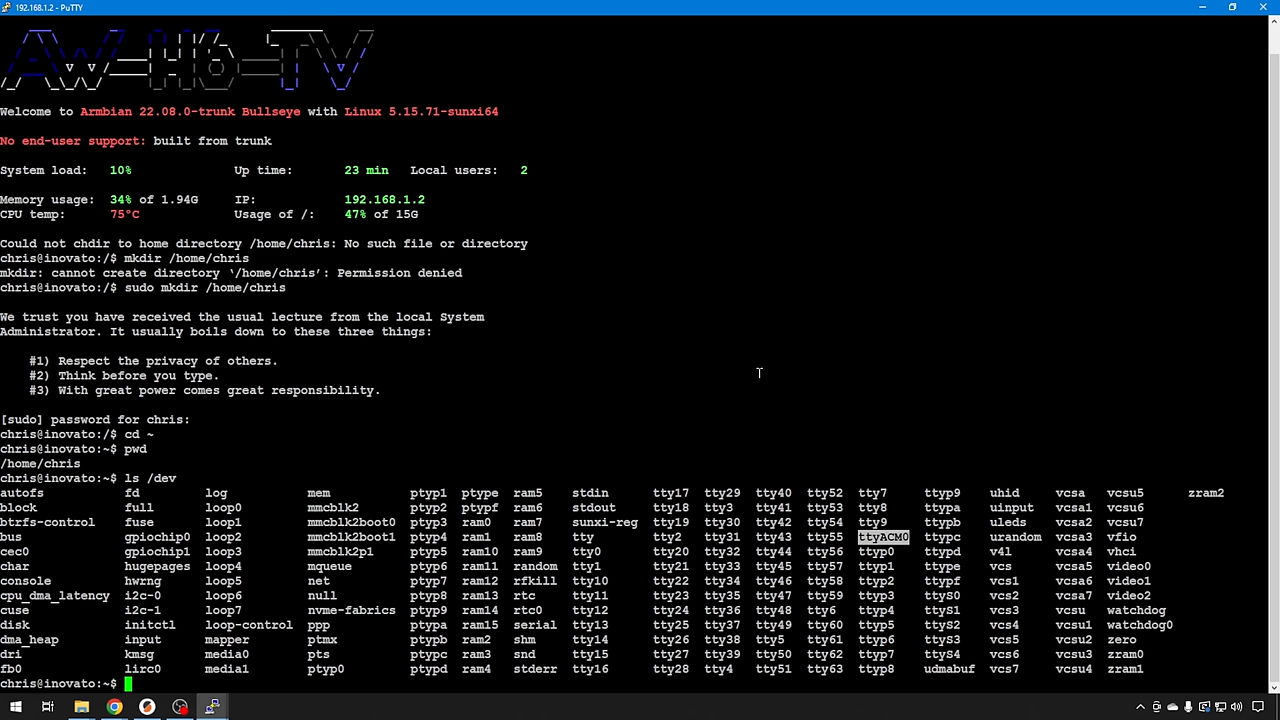 192.168.1.2 - PuTTY
AW-H6-TV
Welcome to Armbian 22.08.0-trunk Bullseye with Linux 5.15.71-sunxi64
No end-user support: built from trunk
System load:   10%              Up time:       23 min   Local users:   2
Memory usage:  34% of 1.94G     IP:            192.168.1.2
CPU temp:      75°C             Usage of /:    47% of 15G
Could not chdir to home directory /home/chris: No such file or directory
chris@inovato:/$ mkdir /home/chris
mkdir: cannot create directory ‘/home/chris’: Permission denied
chris@inovato:/$ sudo mkdir /home/chris
We trust you have received the usual lecture from the local System
Administrator. It usually boils down to these three things:
#1) Respect the privacy of others.
#2) Think before you type.
#3) With great power comes great responsibility.
[sudo] password for chris:
chris@inovato:/$ cd ~
chris@inovato:~$ pwd
/home/chris
chris@inovato:~$ ls /dev
autofs fd log mem ptyp1 ptype ram5 stdin tty17 tty29 tty40 tty52 tty7 ttyp9 uhid vcsa vcsu5 zram2
block full loop0 mmcblk2 ptyp2 ptypf ram6 stdout tty18 tty3 tty41 tty53 tty8 ttypa uinput vcsa1 vcsu6
btrfs-control fuse loop1 mmcblk2boot0 ptyp3 ram0 ram7 sunxi-reg tty19 tty30 tty42 tty54 tty9 ttypb uleds vcsa2 vcsu7
bus gpiochip0 loop2 mmcblk2boot1 ptyp4 ram1 ram8 tty tty2 tty31 tty43 tty55 ttyACM0 ttypc urandom vcsa3 vfio
cec0 gpiochip1 loop3 mmcblk2p1 ptyp5 ram10 ram9 tty0 tty20 tty32 tty44 tty56 ttyp0 ttypd v4l vcsa4 vhci
char hugepages loop4 mqueue ptyp6 ram11 random tty1 tty21 tty33 tty45 tty57 ttyp1 ttype vcs vcsa5 video0
console hwrng loop5 net ptyp7 ram12 rfkill tty10 tty22 tty34 tty46 tty58 ttyp2 ttypf vcs1 vcsa6 video1
cpu_dma_latency i2c-0 loop6 null ptyp8 ram13 rtc tty11 tty23 tty35 tty47 tty59 ttyp3 ttyS0 vcs2 vcsa7 video2
cuse i2c-1 loop7 nvme-fabrics ptyp9 ram14 rtc0 tty12 tty24 tty36 tty48 tty6 ttyp4 ttyS1 vcs3 vcsu watchdog
disk initctl loop-control ppp ptypa ram15 serial tty13 tty25 tty37 tty49 tty60 ttyp5 ttyS2 vcs4 vcsu1 watchdog0
dma_heap input mapper ptmx ptypb ram2 shm tty14 tty26 tty38 tty5 tty61 ttyp6 ttyS3 vcs5 vcsu2 zero
dri kmsg media0 pts ptypc ram3 snd tty15 tty27 tty39 tty50 tty62 ttyp7 ttyS4 vcs6 vcsu3 zram0
fb0 lirc0 media1 ptyp0 ptypd ram4 stderr tty16 tty28 tty4 tty51 tty63 ttyp8 udmabuf vcs7 vcsu4 zram1
chris@inovato:~$